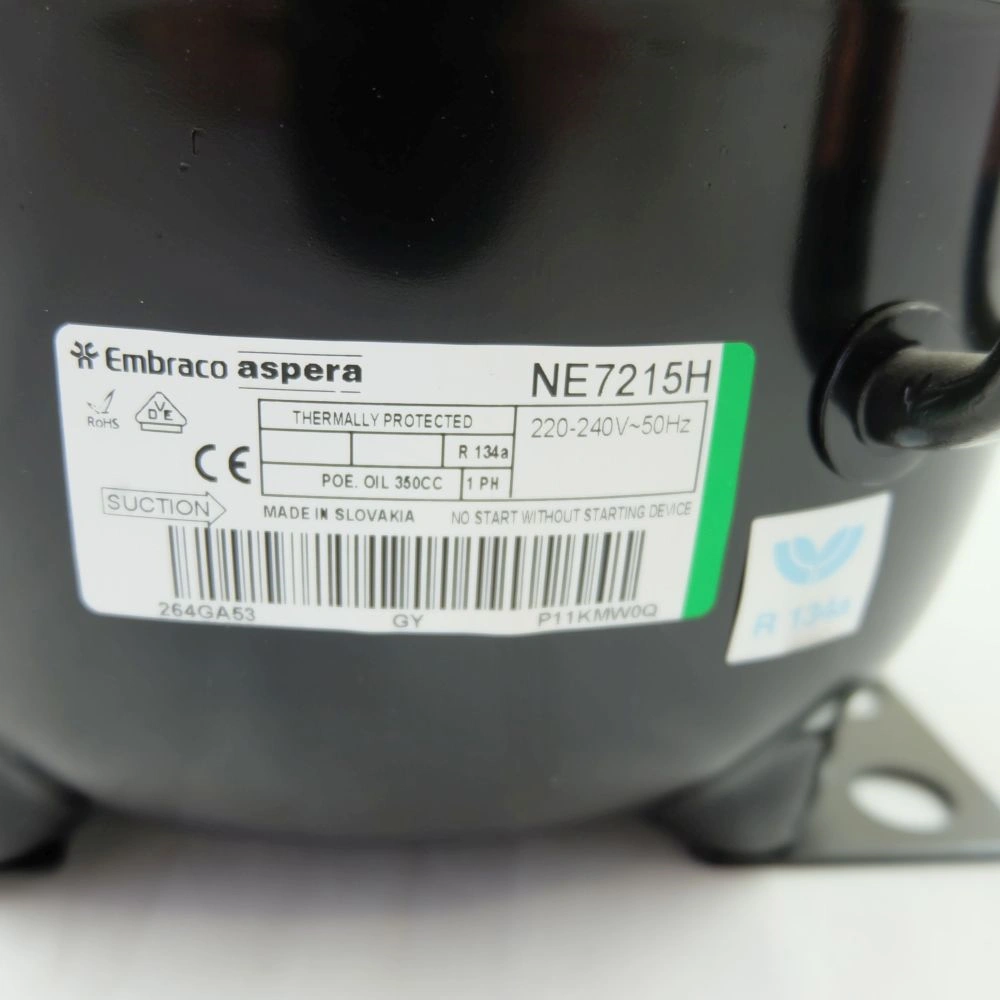 Embraco aspera
NE7215H
RoHS
VDE
THERMALLY PROTECTED
220-240V~50Hz
R 134a
CE
POE. OIL 350CC
1 PH
SUCTION
MADE IN SLOVAKIA
NO START WITHOUT STARTING DEVICE
264GA53
GY
P11KMW0Q
R 134a